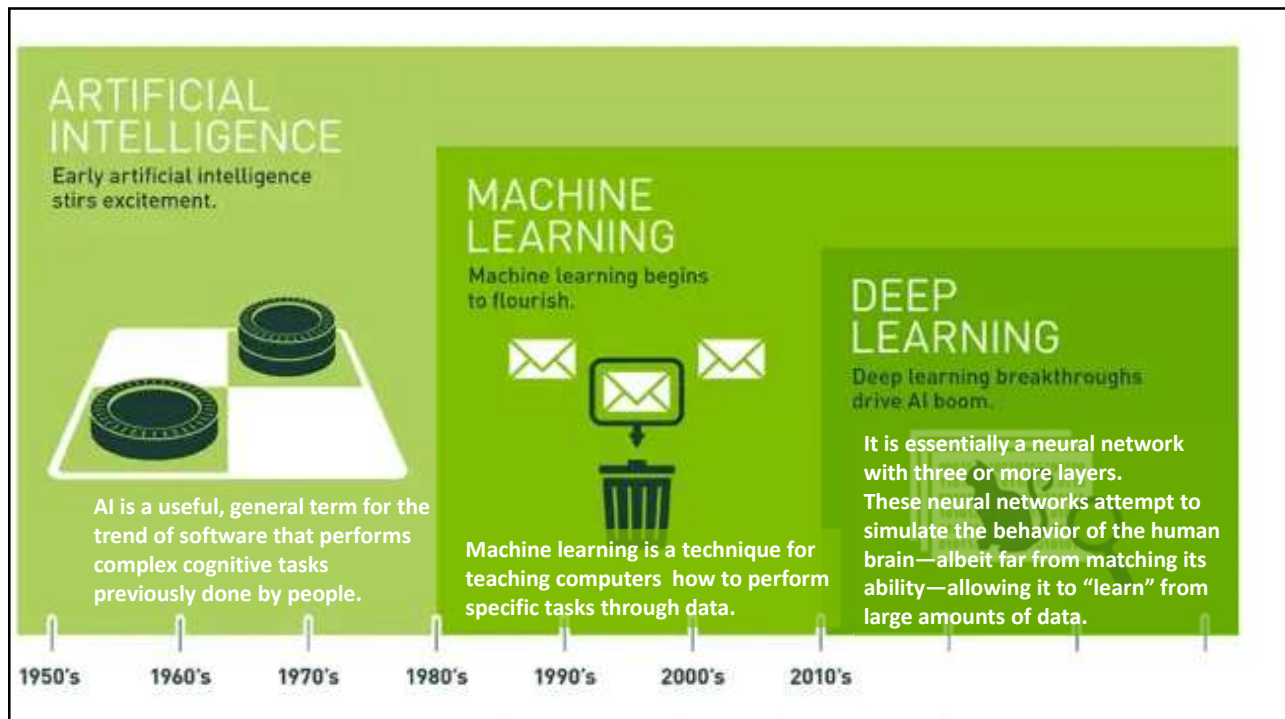 ARTIFICIAL
INTELLIGENCE
Early artificial intelligence
stirs excitement.
AI is a useful, general term for the
trend of software that performs
complex cognitive tasks
previously done by people.
MACHINE
LEARNING
Machine learning begins
to flourish.
Machine learning is a technique for
teaching computers how to perform
specific tasks through data.
DEEP
LEARNING
Deep learning breakthroughs
drive AI boom.
It is essentially a neural network
with three or more layers.
These neural networks attempt to
simulate the behavior of the human
brain—albeit far from matching its
ability—allowing it to “learn” from
large amounts of data.
1950's 1960's 1970's 1980's 1990's 2000's 2010's